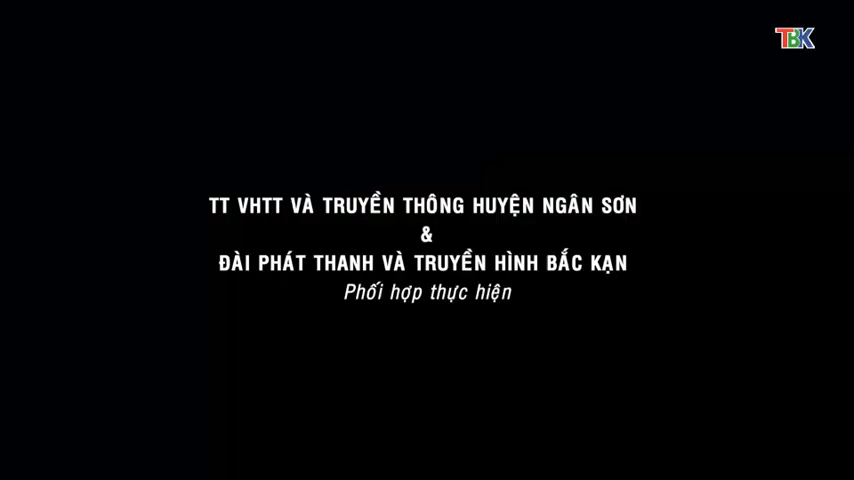 TBK
TT VHTT VÀ TRUYỀN THÔNG HUYỆN NGÂN SƠN
&
ĐÀI PHÁT THANH VÀ TRUYỀN HÌNH BẮC KẠN
Phối hợp thực hiện